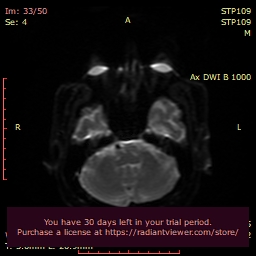 Im: 33/50
Se: 4
A
STP109
STP109
M
Ax DWI B 1000
R
L
You have 30 days left in your trial period.
Purchase a license at https://radiantviewer.com/store/